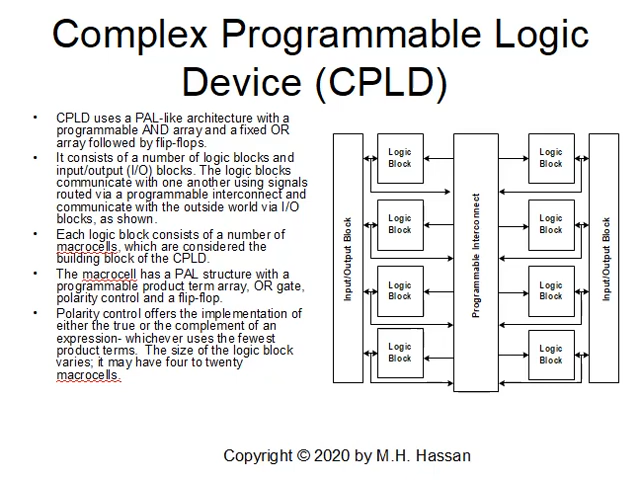 Complex Programmable Logic
Device (CPLD)
• CPLD uses a PAL-like architecture with a
programmable AND array and a fixed OR
array followed by flip-flops.
• It consists of a number of logic blocks and
input/output (I/O) blocks. The logic blocks
communicate with one another using signals
routed via a programmable interconnect and
communicate with the outside world via I/O
blocks, as shown.
• Each logic block consists of a number of
macrocells, which are considered the
building block of the CPLD.
• The macrocell has a PAL structure with a
programmable product term array, OR gate,
polarity control and a flip-flop.
• Polarity control offers the implementation of
either the true or the complement of an
expression- whichever uses the fewest
product terms.  The size of the logic block
varies; it may have four to twenty
macrocells.
Input/Output Block
Logic
Block
Logic
Block
Logic
Block
Logic
Block
Programmable Interconnect
Logic
Block
Logic
Block
Logic
Block
Logic
Block
Input/Output Block
Copyright © 2020 by M.H. Hassan